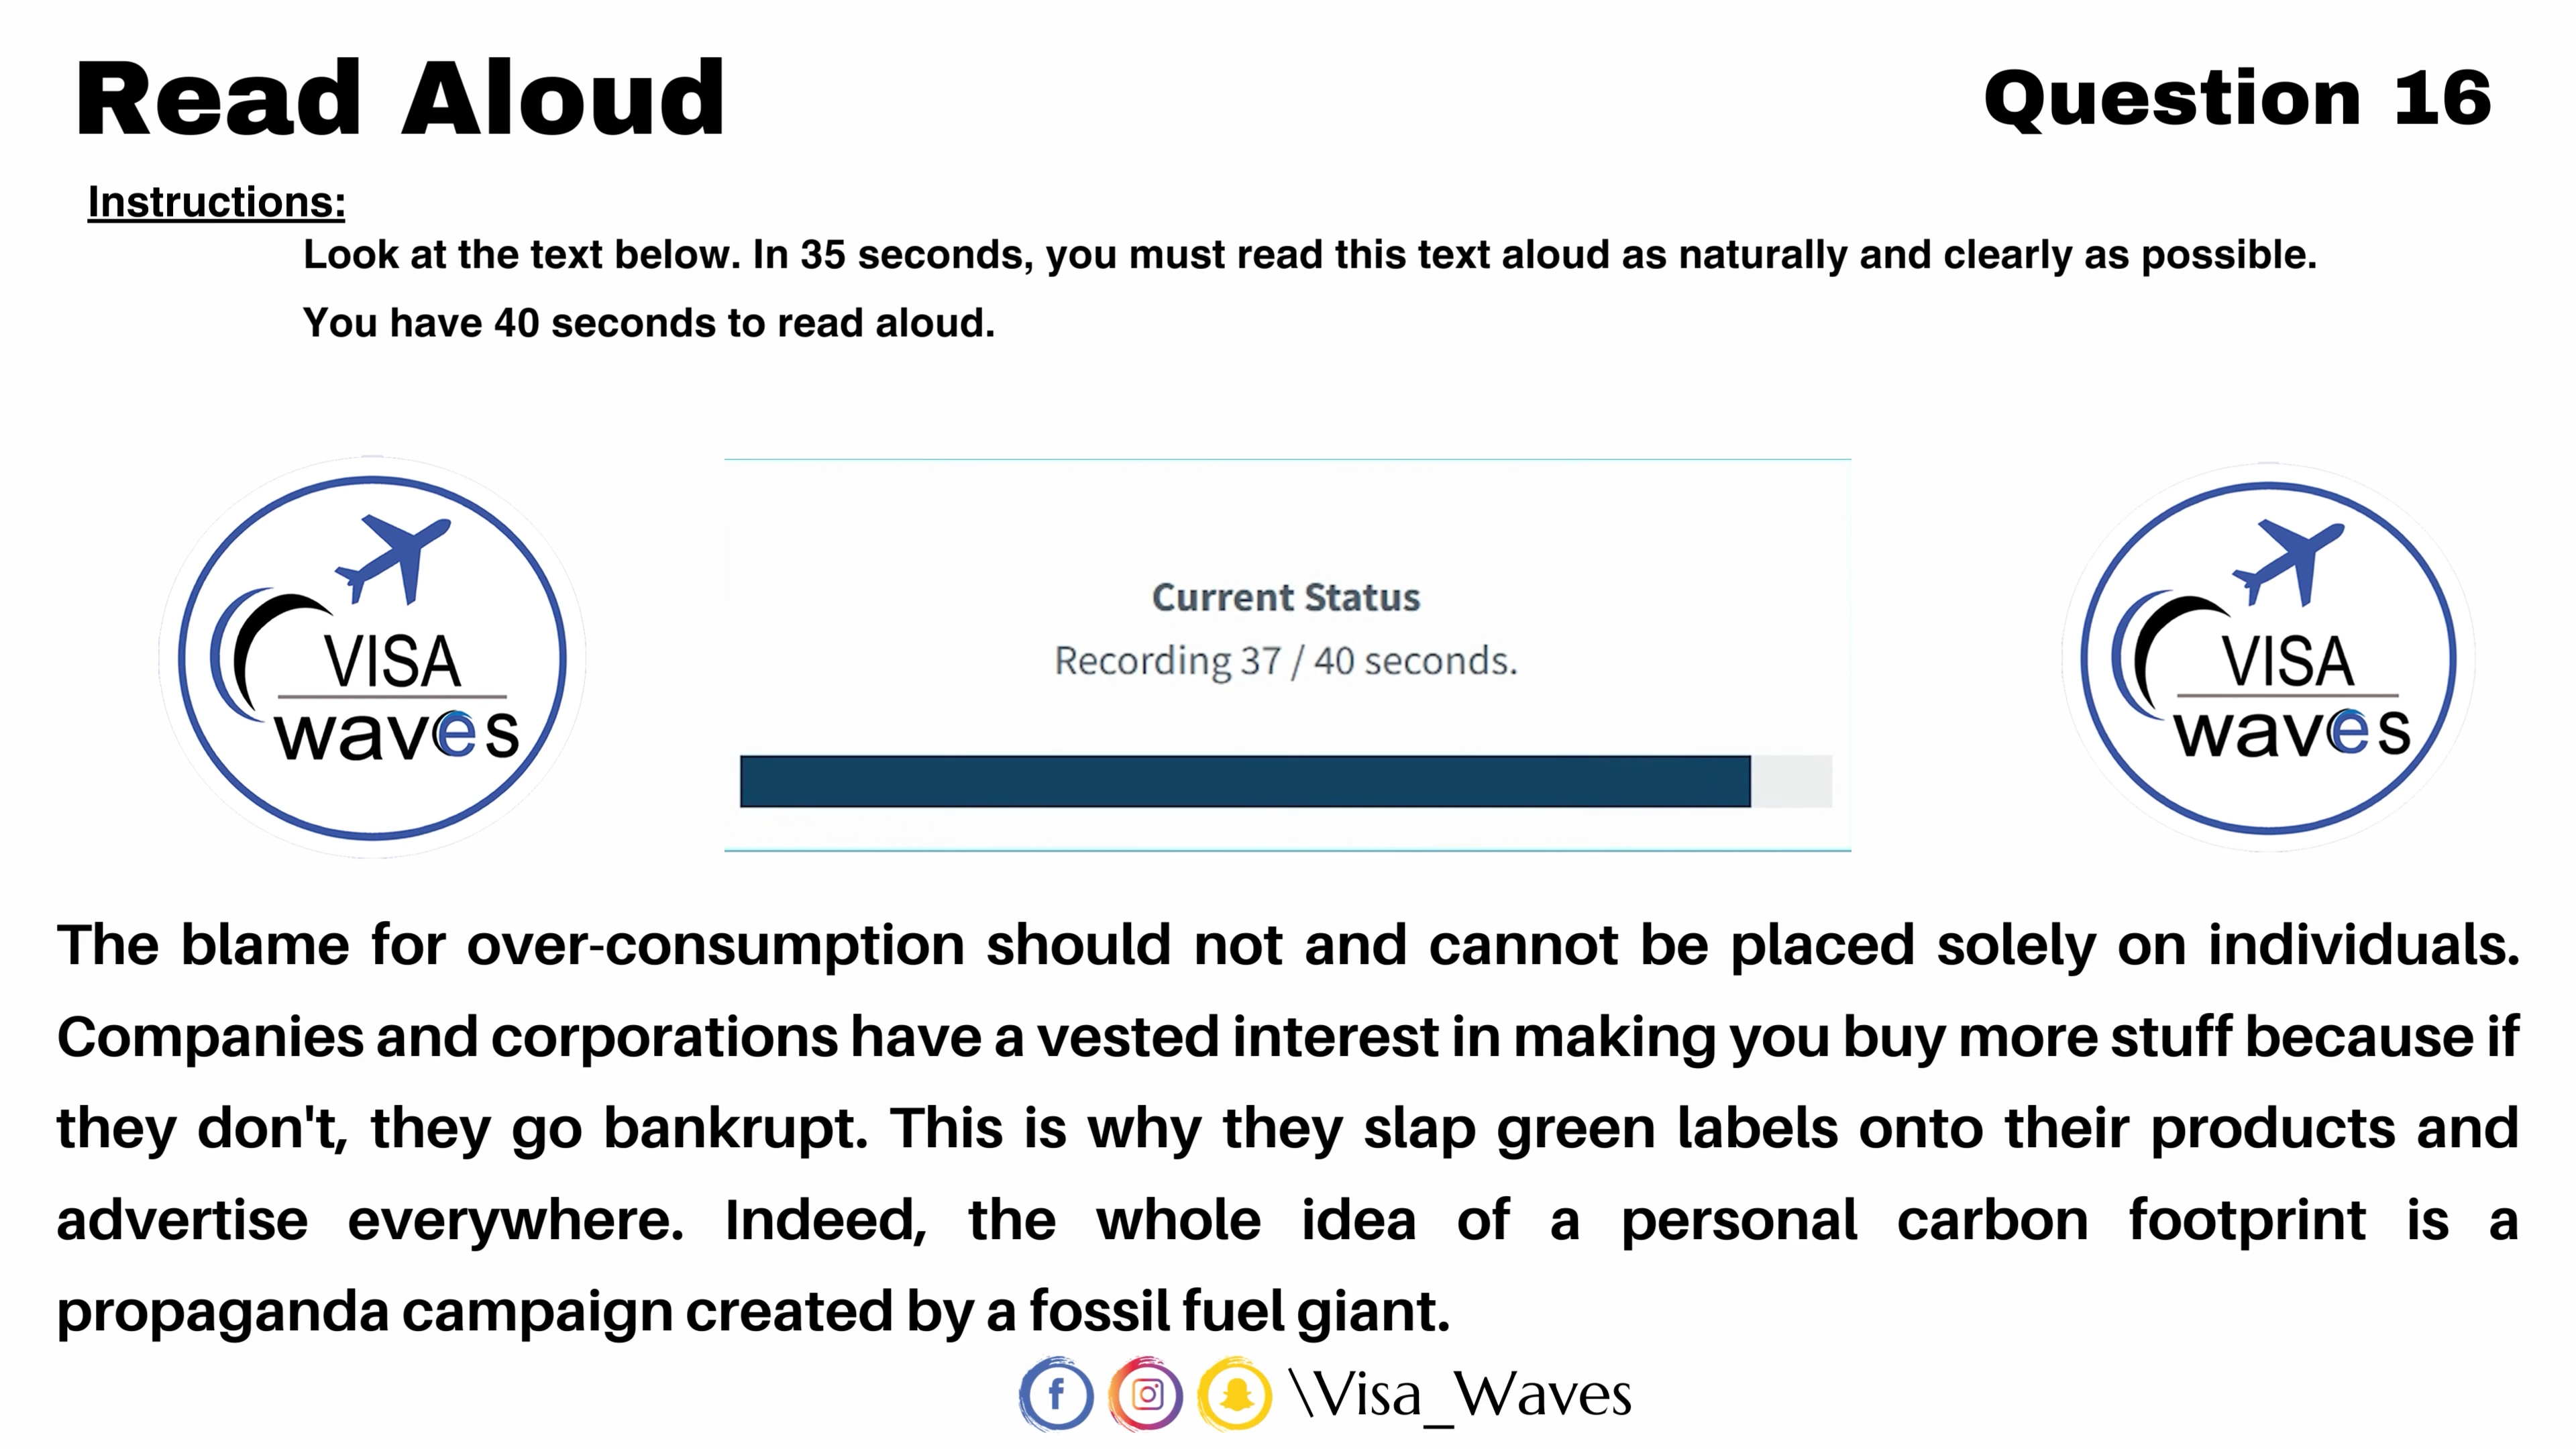 Read Aloud
Question 16
Instructions:
Look at the text below. In 35 seconds, you must read this text aloud as naturally and clearly as possible.
You have 40 seconds to read aloud.
VISA
waves
Current Status
Recording 37 / 40 seconds.
VISA
waves
The blame for over-consumption should not and cannot be placed solely on individuals.
Companies and corporations have a vested interest in making you buy more stuff because if
they don't, they go bankrupt. This is why they slap green labels onto their products and
advertise everywhere. Indeed, the whole idea of a personal carbon footprint is a
propaganda campaign created by a fossil fuel giant.
\Visa_Waves